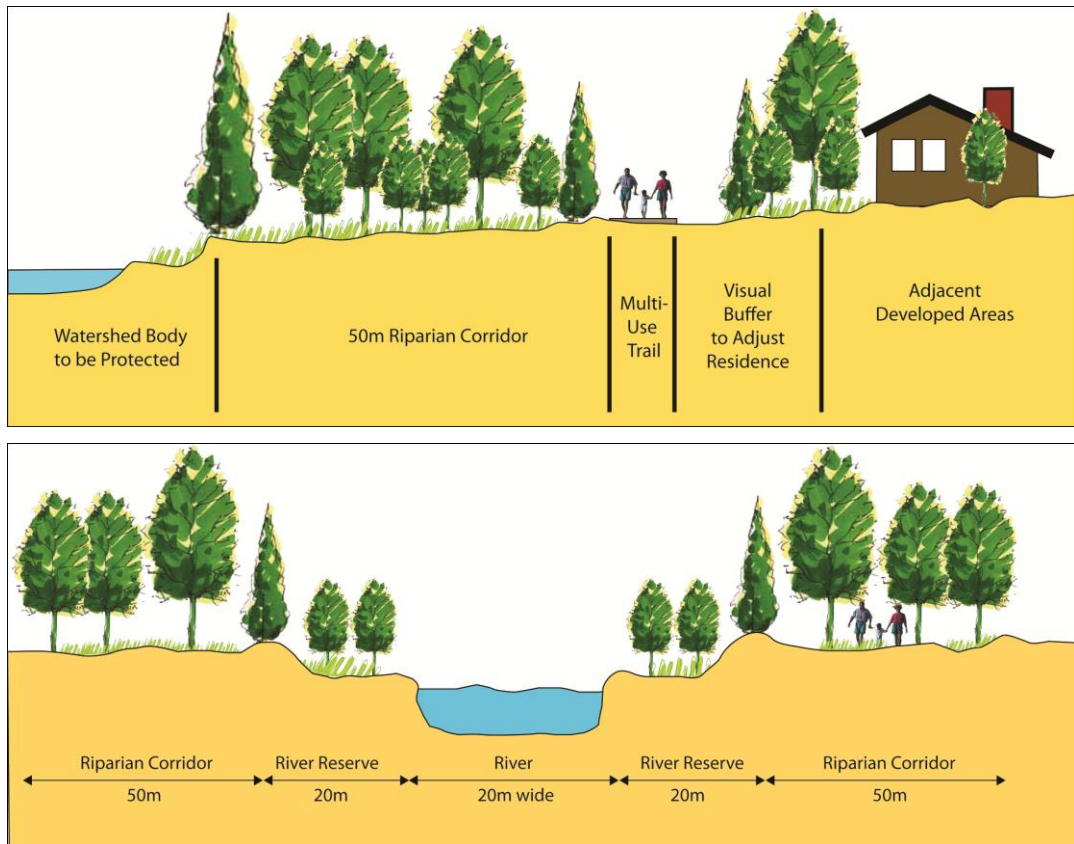 Watershed Body
to be Protected
50m Riparian Corridor
Multi-
Use
Trail
Visual
Buffer
to Adjust
Residence
Adjacent
Developed Areas
Riparian Corridor
River Reserve
River
River Reserve
Riparian Corridor
50m
20m
20m wide
20m
50m